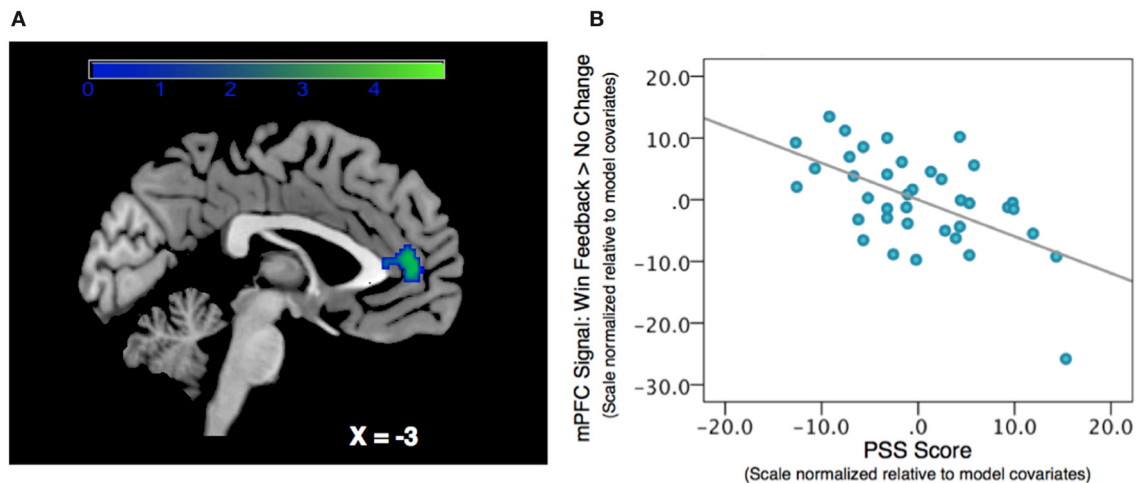 A
0 1 2 3 4
X = -3
B
mPFC Signal: Win Feedback > No Change
(Scale normalized relative to model covariates)
20.0
10.0
.0
-10.0
-20.0
-30.0
-20.0 -10.0 .0 10.0 20.0
PSS Score
(Scale normalized relative to model covariates)